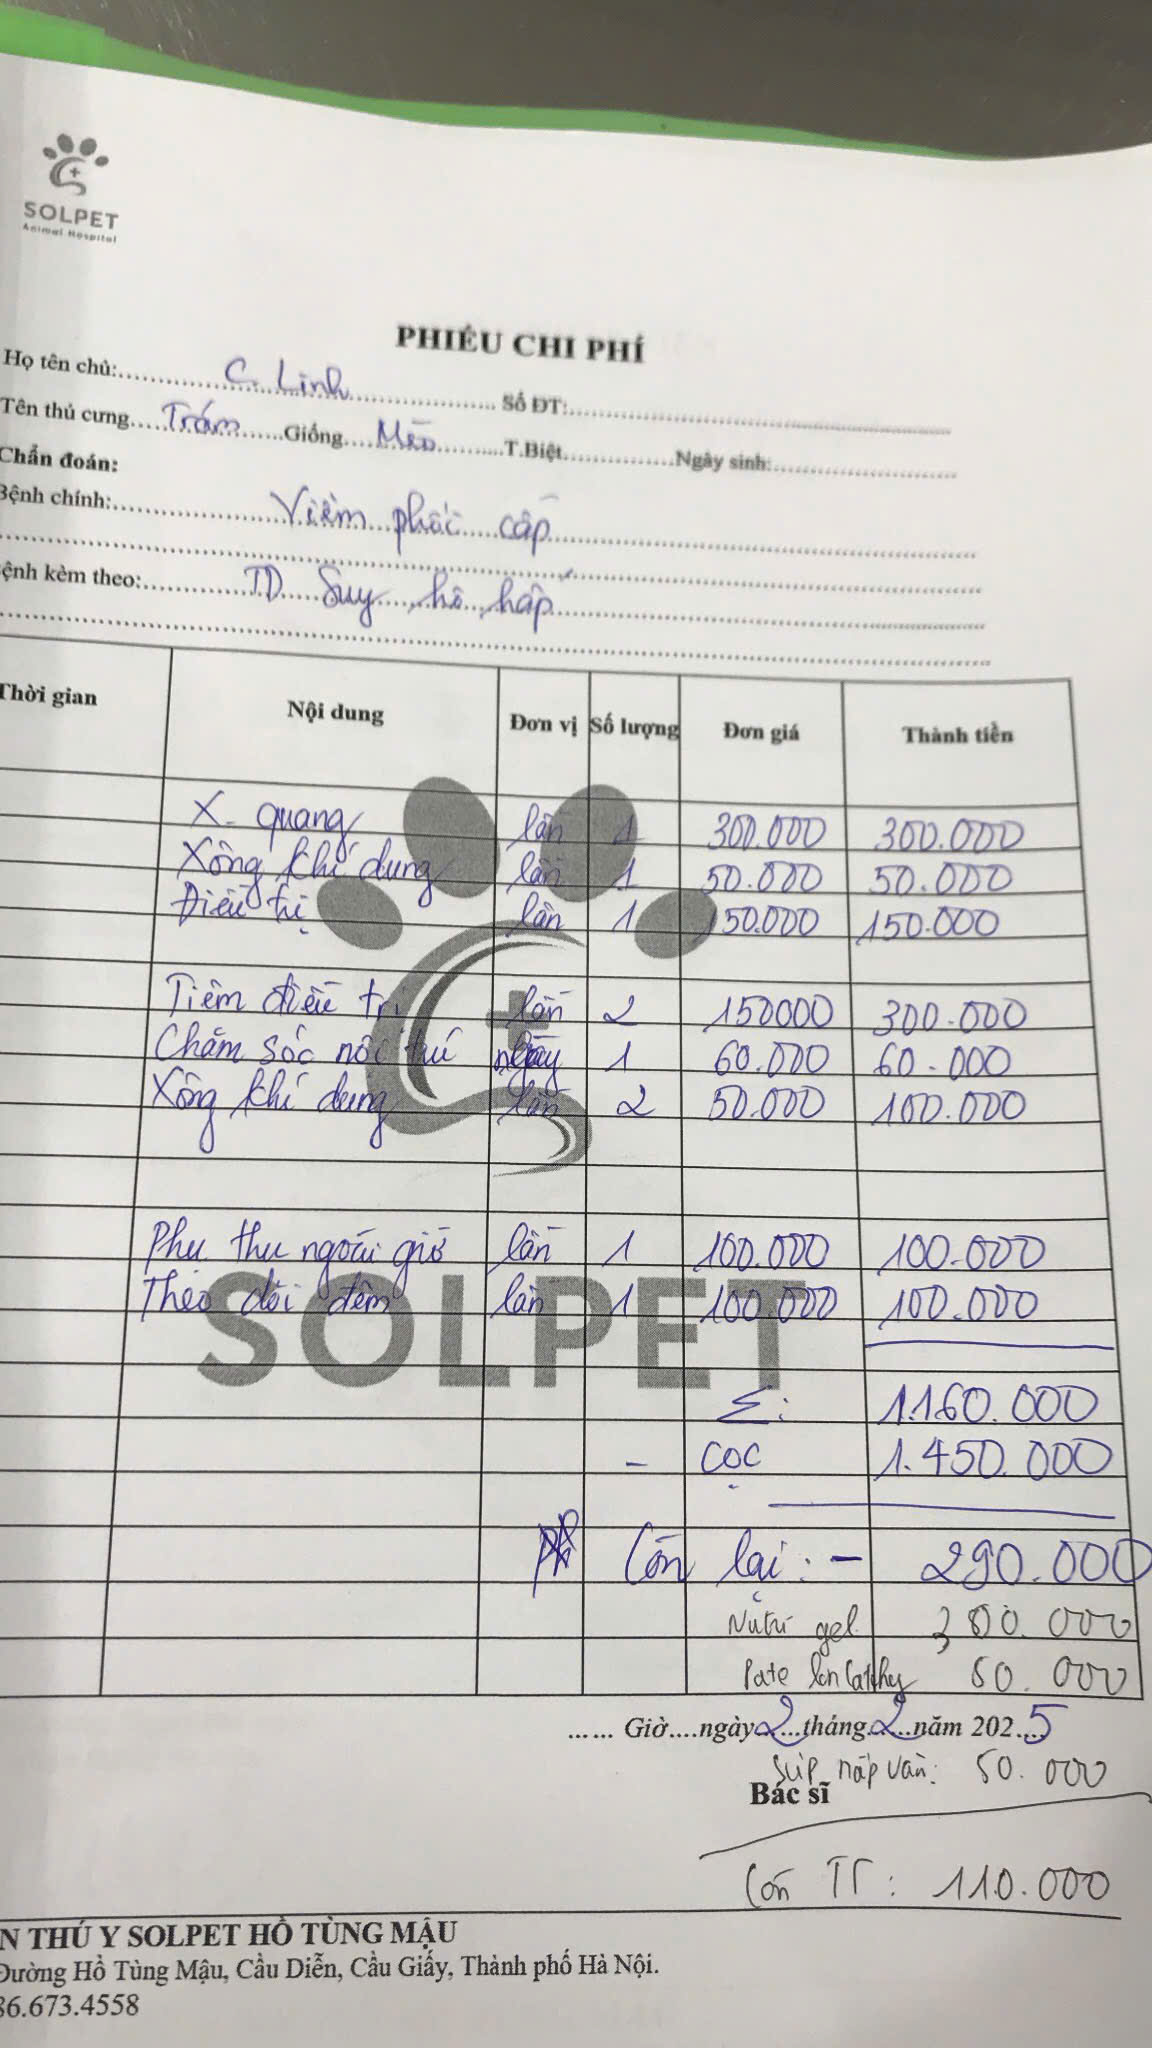 SOLPET
Animal Hospital
PHIẾU CHI PHÍ
Họ tên chủ: C. Linh Số ĐT:
Tên thú cưng Trám Giống Mèo T.Biệt Ngày sinh:
Chẩn đoán:
Bệnh chính: Viêm phổi cấp
ệnh kèm theo: TD Suy hô hấp
Thời gian Nội dung Đơn vị Số lượng Đơn giá Thành tiền
X-quang lần 1 300.000 300.000
Xông khí dung lần 1 50.000 50.000
Điều trị lần 1 150.000 150.000
Tiêm điều trị lần 2 150000 300.000
Chăm sóc nội trú ngày 1 60.000 60.000
Xông khí dung lần 2 50.000 100.000
Phụ thu ngoài giờ lần 1 100.000 100.000
Theo dõi đêm lần 1 100.000 100.000
SOLPET
Σ: 1.160.000
- CỌC 1.450.000
Còn lại: - 290.000
Nutri gel 300.000
Pate lon 50.000
...... Giờ....ngày 2 tháng 2 năm 2025
súp nắp vàn: 50.000
Bác sĩ
Còn TT: 110.000
N THÚ Y SOLPET HỒ TÙNG MẬU
Đường Hồ Tùng Mậu, Cầu Diễn, Cầu Giấy, Thành phố Hà Nội.
86.673.4558